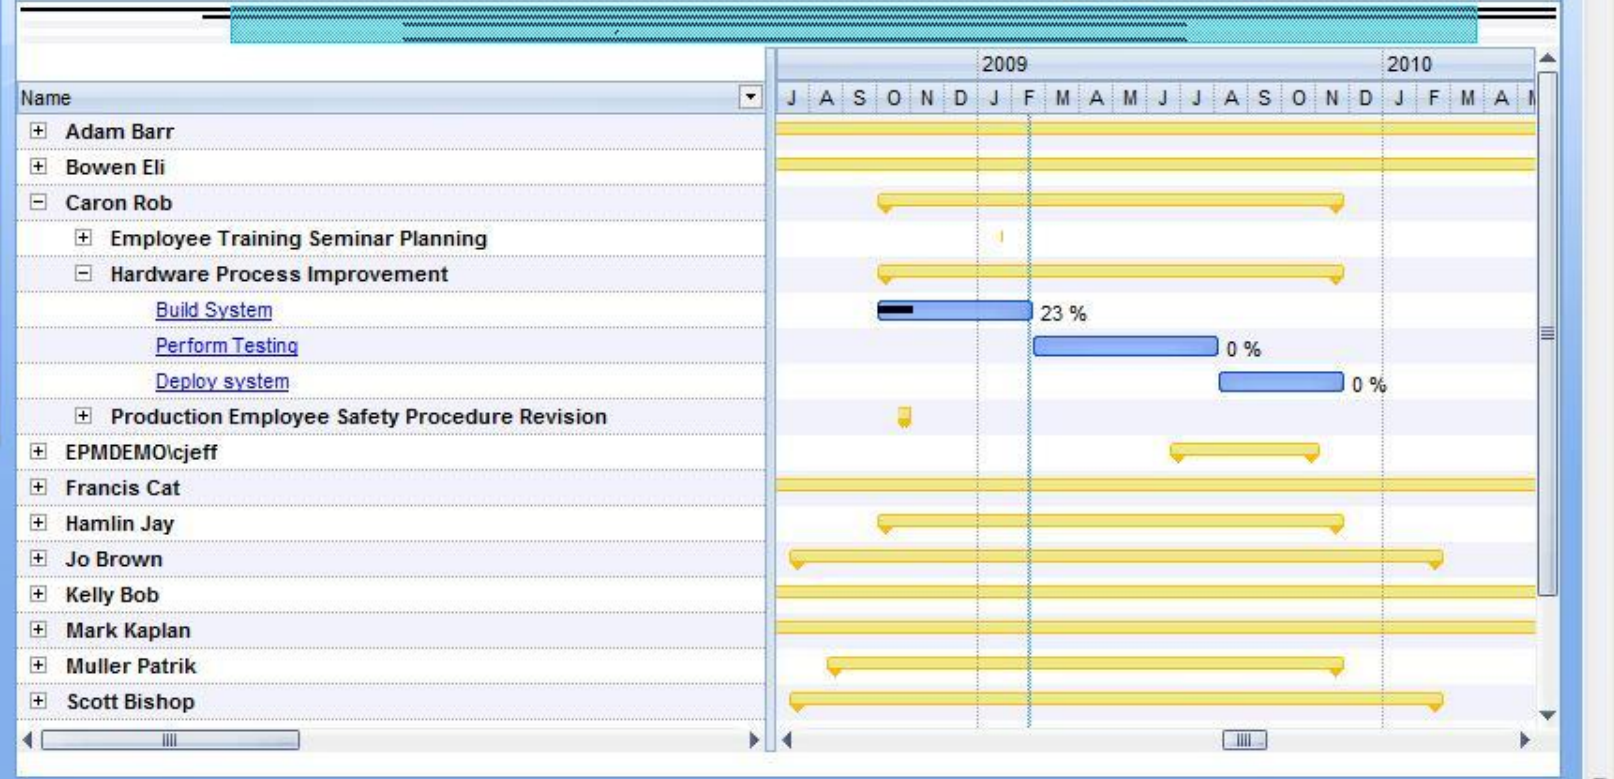 2009 2010
Name
J A S O N D J F M A M J J A S O N D J F M A
Adam Barr
Bowen Eli
Caron Rob
Employee Training Seminar Planning
Hardware Process Improvement
Build System 23 %
Perform Testing 0 %
Deploy system 0 %
Production Employee Safety Procedure Revision
EPMDEMO\cjeff
Francis Cat
Hamlin Jay
Jo Brown
Kelly Bob
Mark Kaplan
Muller Patrik
Scott Bishop